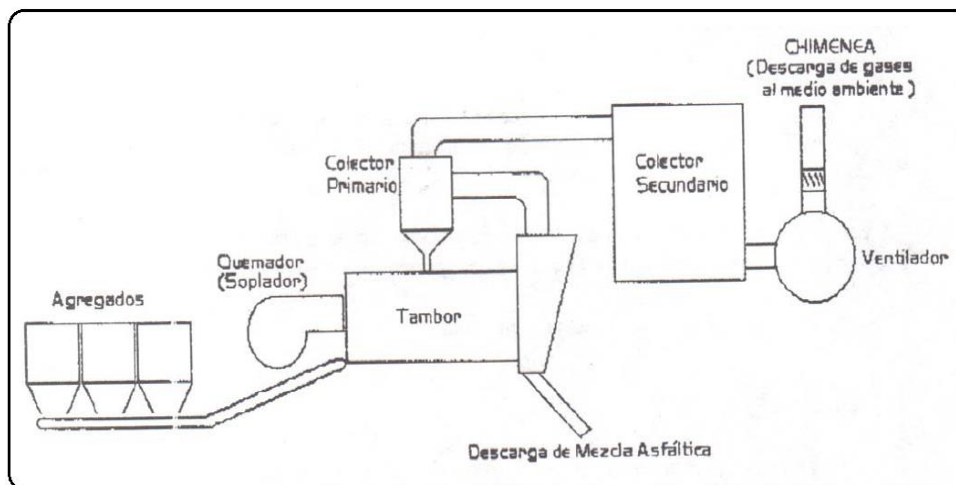 CHIMENEA
(Descarga de gases
al medio ambiente)
Colector
Primario
Colector
Secundario
Quemador
(Soplador)
Ventilador
Agregados
Tambor
Descarga de Mezcla Asfáltica